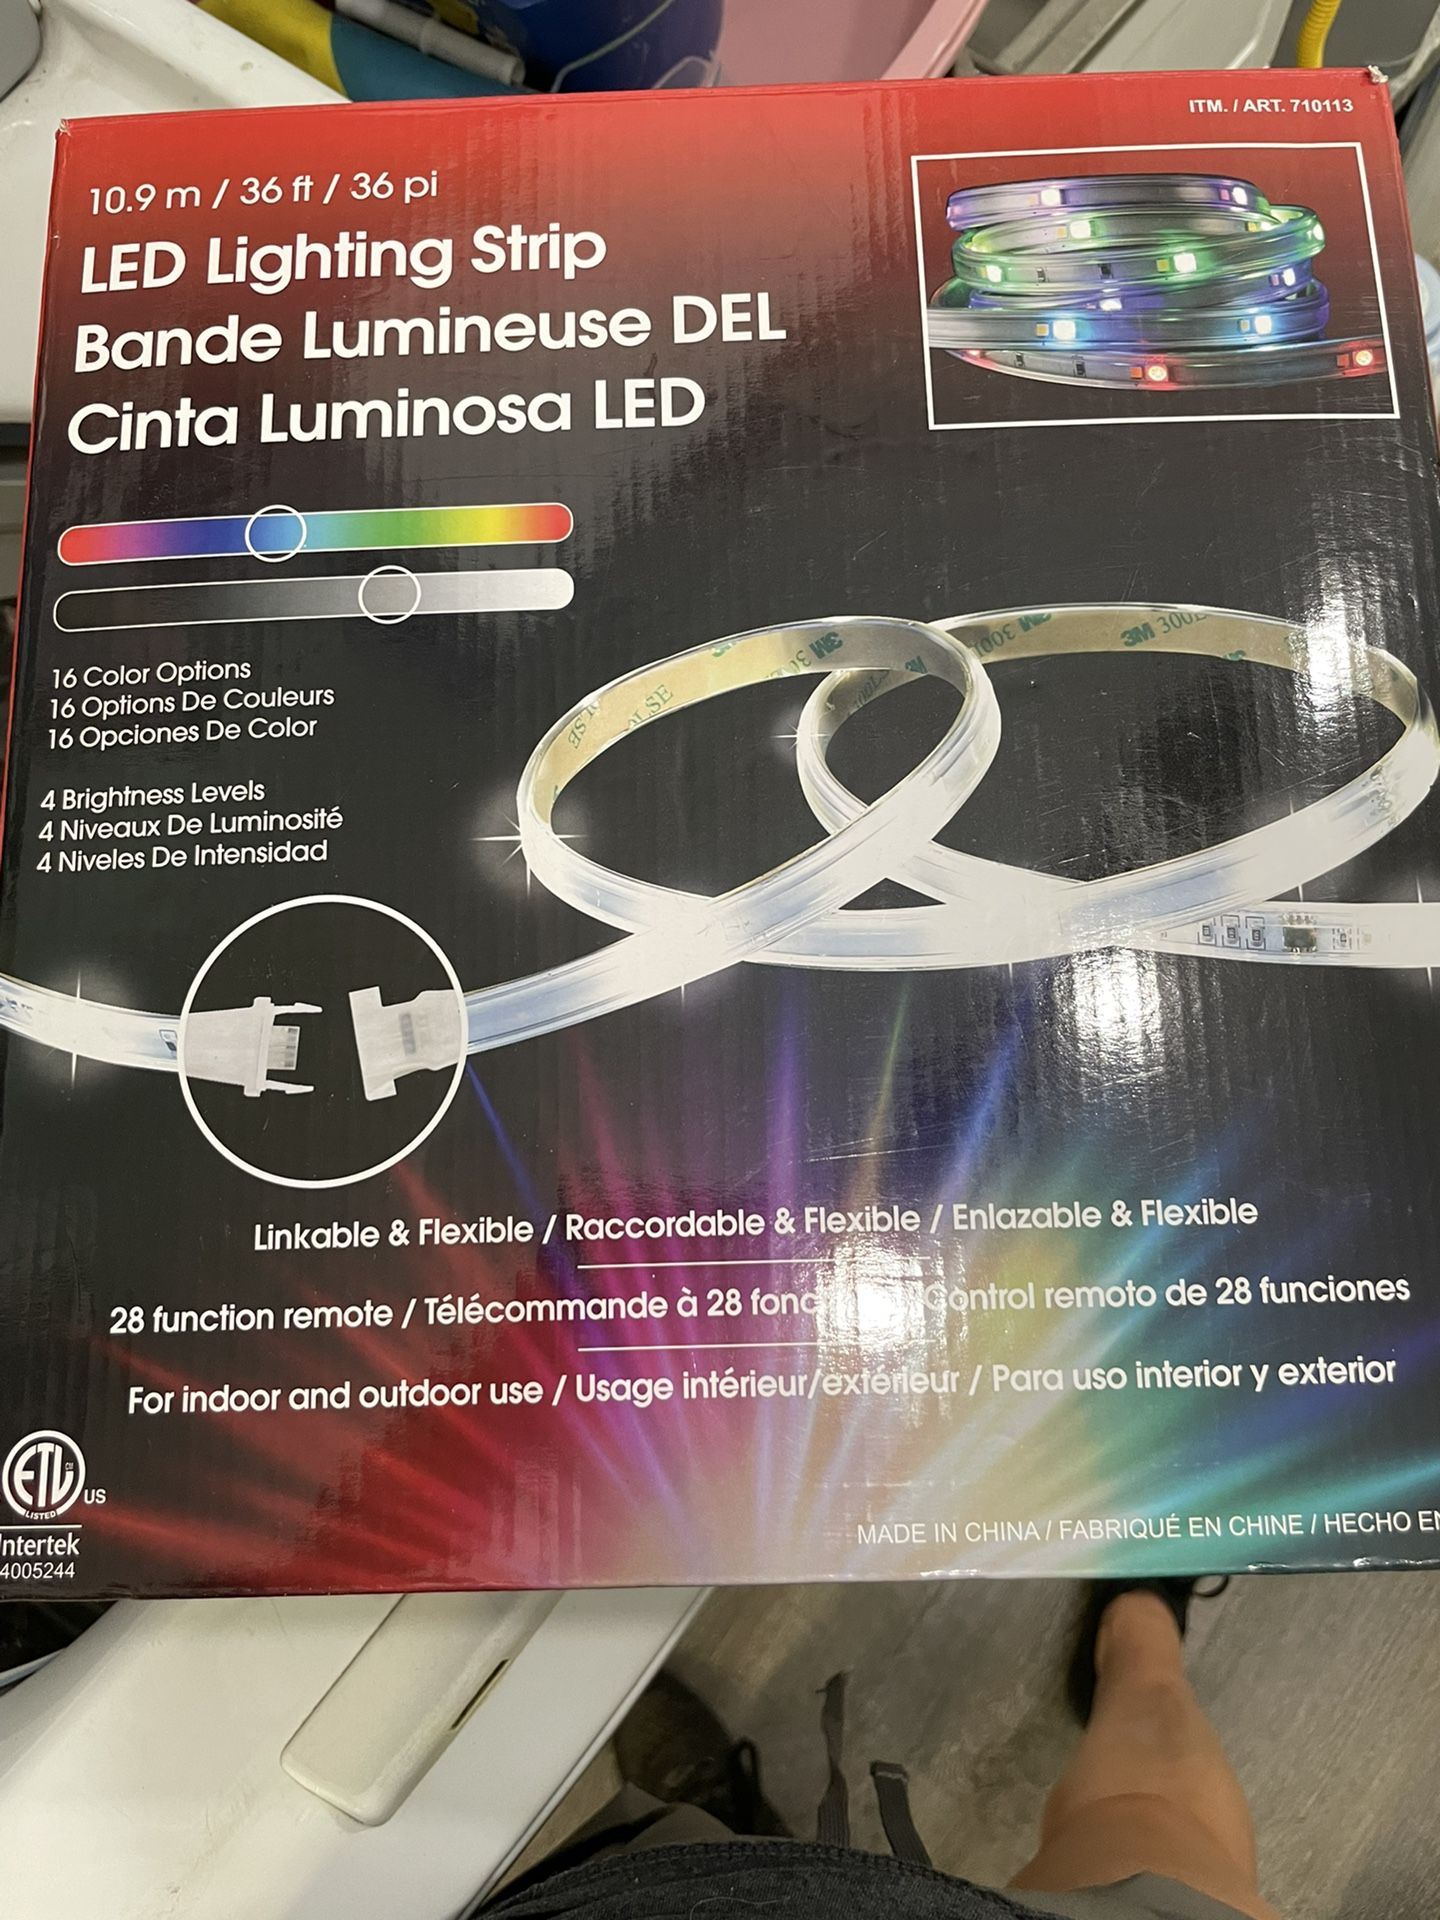 ITM. / ART. 710113
10.9 m / 36 ft / 36 pi
LED Lighting Strip
Bande Lumineuse DEL
Cinta Luminosa LED
16 Color Options
16 Options De Couleurs
16 Opciones De Color
4 Brightness Levels
4 Niveaux De Luminosité
4 Niveles De Intensidad
3M
3M 300L
LSE
Linkable & Flexible / Raccordable & Flexible / Enlazable & Flexible
28 function remote / Télécommande à 28 fonc Control remoto de 28 funciones
For indoor and outdoor use / Usage intérieur/extérieur / Para uso interior y exterior
ETL CM US
LISTED
Intertek
4005244
MADE IN CHINA / FABRIQUÉ EN CHINE / HECHO EN